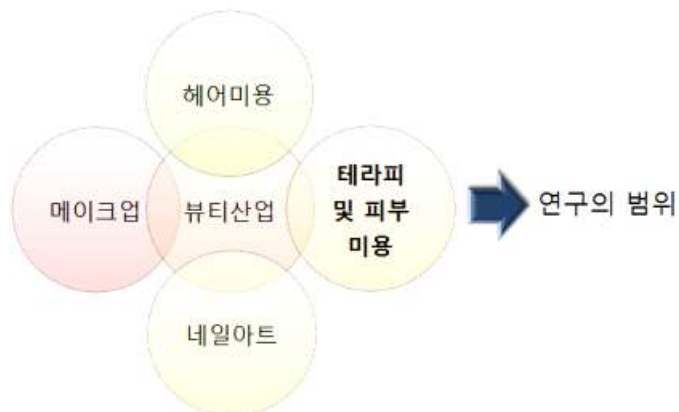 헤어미용
메이크업
뷰티산업
테라피
및 피부
미용
연구의 범위
네일아트